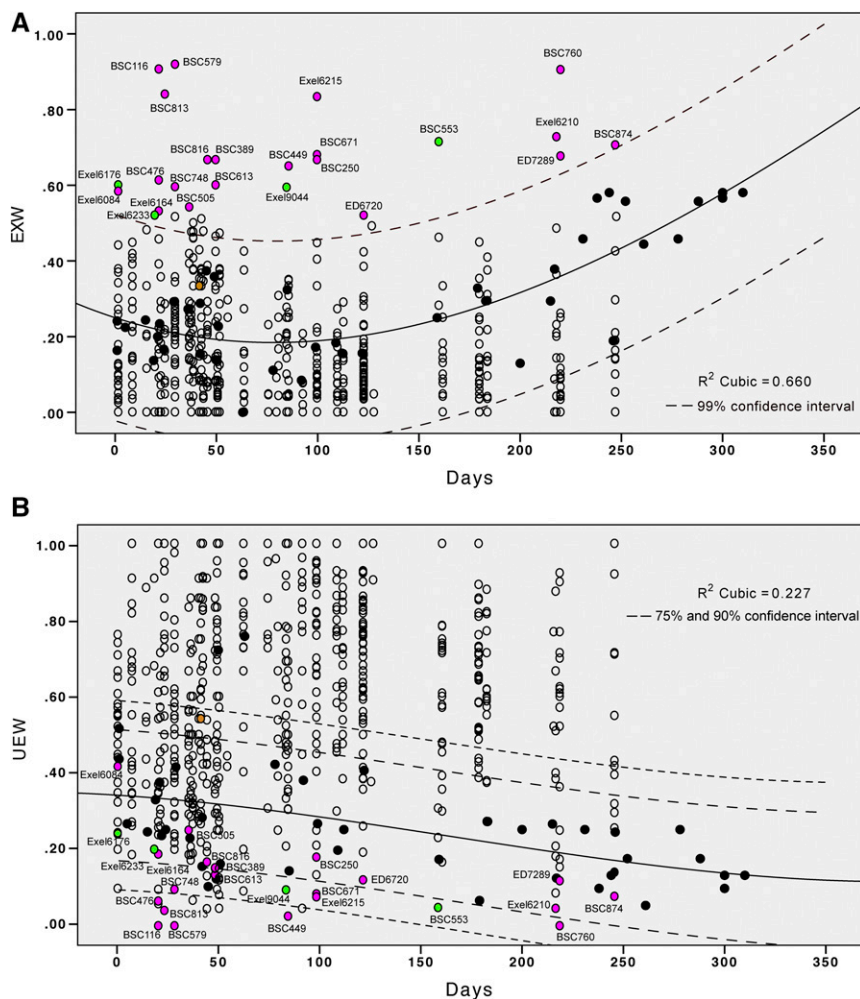 A
1.00
BSC760
BSC579
BSC116
Exel6215
BSC813
.80
BSC553
Exel6210
BSC874
BSC816 BSC389
BSC671
BSC449
BSC250
ED7289
Exel6176
BSC476
BSC748
BSC613
.60
Exel6084
Exel6164
BSC505
Exel9044
ED6720
Exel6233
EXW
.40
.20
R² Cubic = 0.660
99% confidence interval
.00
0 50 100 150 200 250 300 350
Days
B
1.00
R² Cubic = 0.227
75% and 90% confidence interval
.80
.60
UEW
.40
Exel6084
BSC505
.20
Exel6176
BSC816
Exel6233
Exel6164
BSC389
BSC250
BSC748
BSC613
ED6720
ED7289
BSC476
Exel9044
BSC671
Exel6215
Exel6210
BSC874
BSC813
BSC553
.00
BSC116 BSC579
BSC449
BSC760
0 50 100 150 200 250 300 350
Days